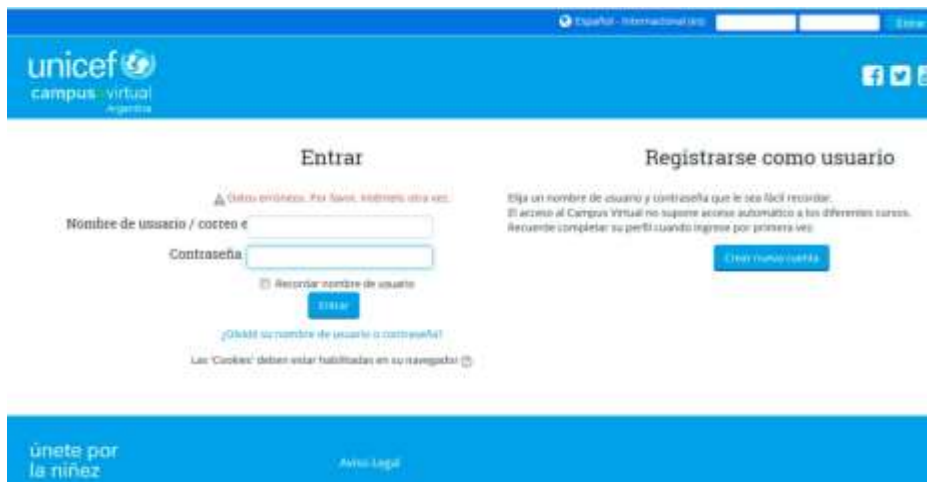 Español - Internacional (es)
Entrar
unicef
campus virtual
Argentina
Entrar
Datos erróneos. Por favor, inténtelo otra vez.
Nombre de usuario / correo e
Contraseña
Recordar nombre de usuario
Entrar
¿Olvidó su nombre de usuario o contraseña?
Las 'Cookies' deben estar habilitadas en su navegador
Registrarse como usuario
Elija un nombre de usuario y contraseña que le sea fácil recordar.
El acceso al Campus Virtual no supone acceso automático a los diferentes cursos.
Recuerde completar su perfil cuando ingrese por primera vez.
Crear nueva cuenta
únete por
la niñez
Aviso Legal